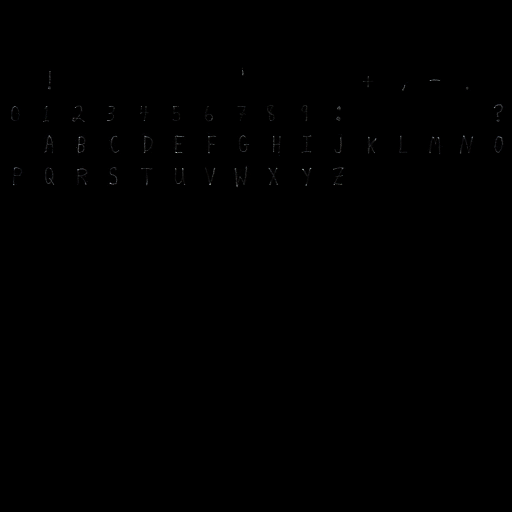 ! ' + , - .
0 1 2 3 4 5 6 7 8 9 : ?
A B C D E F G H I J K L M N O
P Q R S T U V W X Y Z